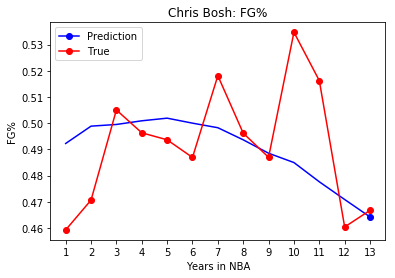 Chris Bosh: FG%
Prediction
True
FG%
0.53
0.52
0.51
0.50
0.49
0.48
0.47
0.46
1 2 3 4 5 6 7 8 9 10 11 12 13
Years in NBA